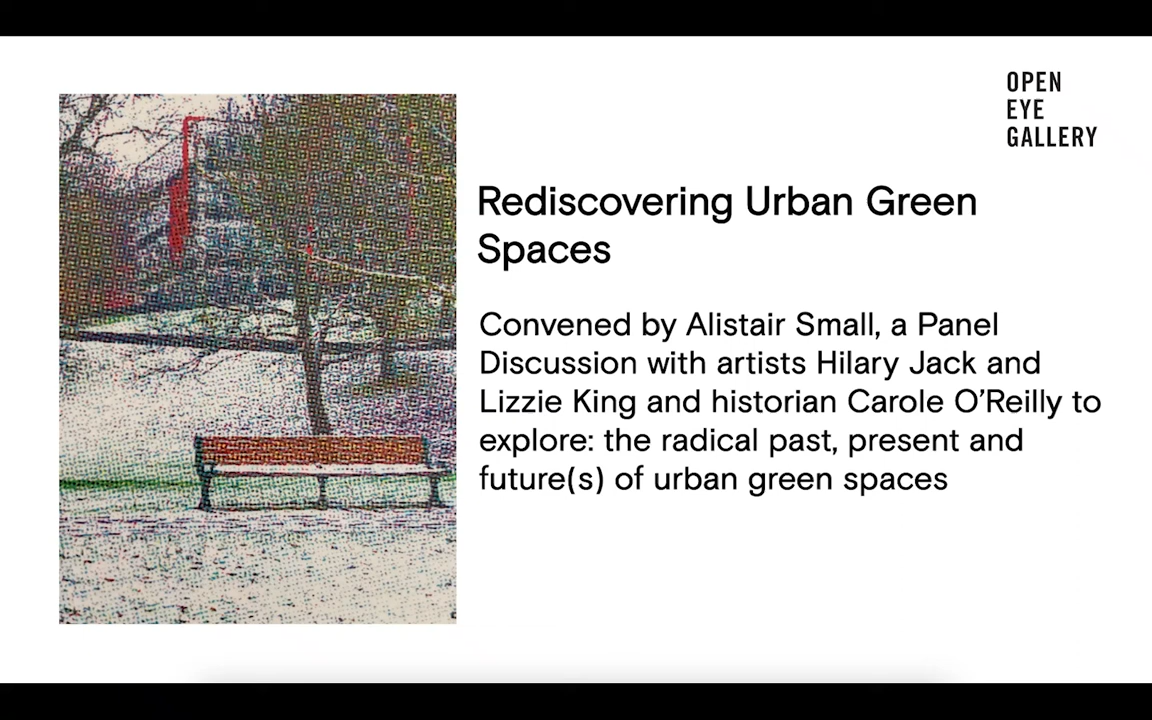 OPEN
EYE
GALLERY
Rediscovering Urban Green
Spaces
Convened by Alistair Small, a Panel
Discussion with artists Hilary Jack and
Lizzie King and historian Carole O’Reilly to
explore: the radical past, present and
future(s) of urban green spaces